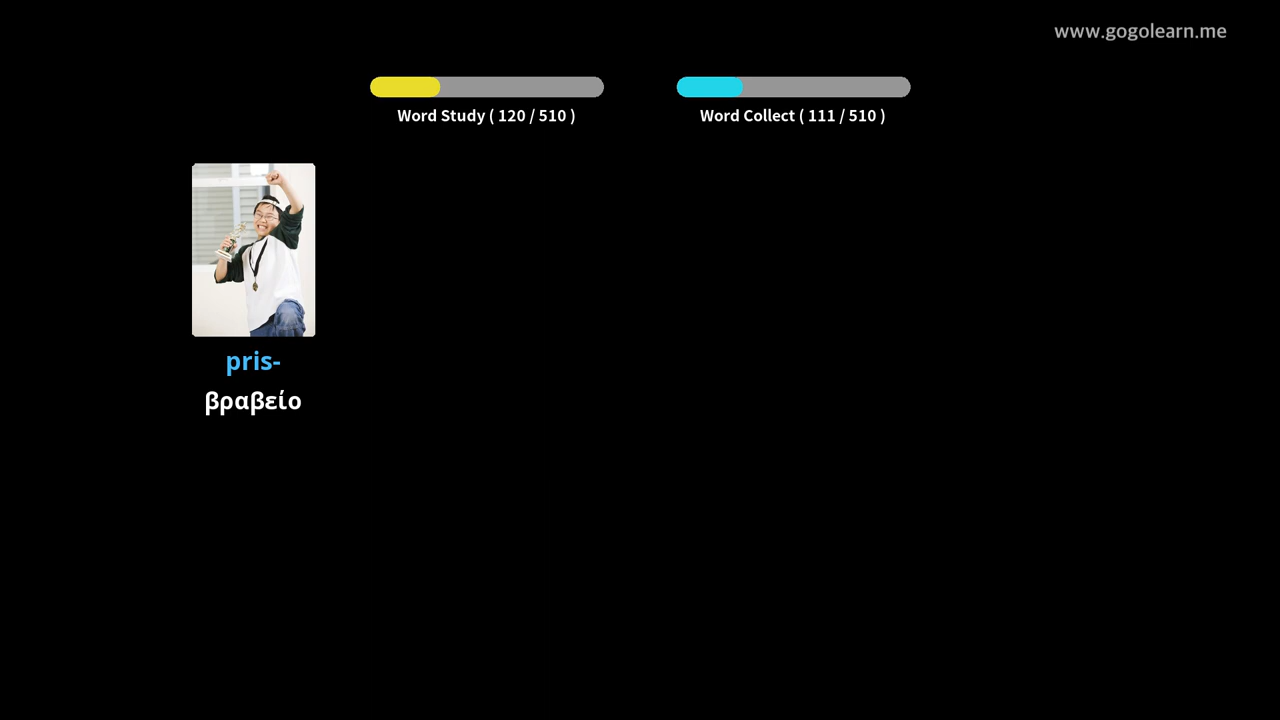 www.gogolearn.me
Word Study ( 120 / 510 )
Word Collect ( 111 / 510 )
pris-
βραβείο